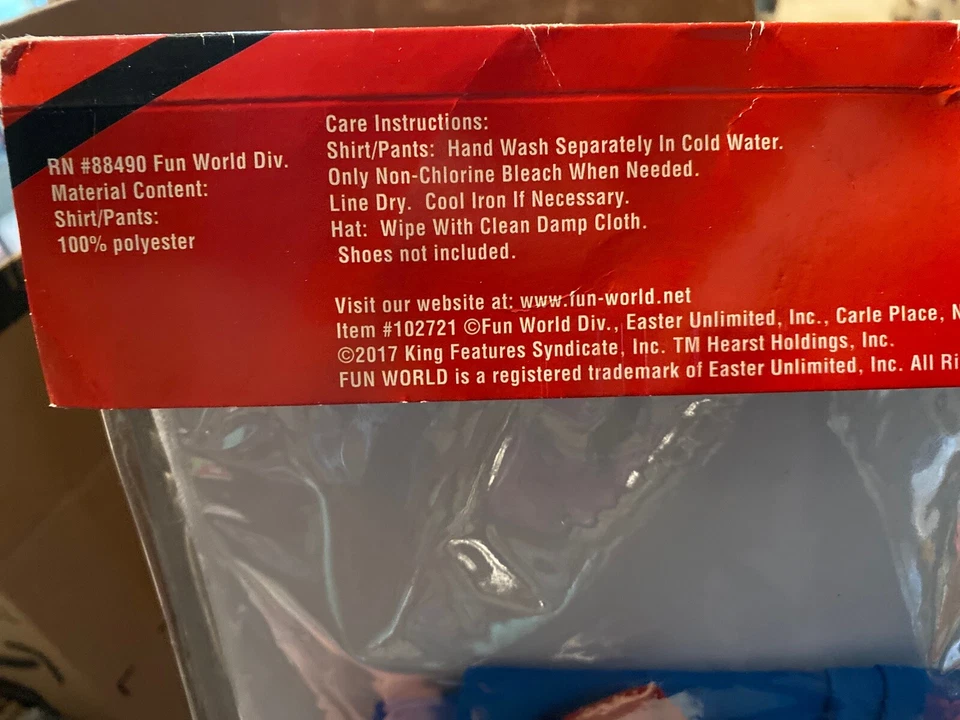 RN #88490 Fun World Div.
Material Content:
Shirt/Pants:
100% polyester
Care Instructions:
Shirt/Pants: Hand Wash Separately In Cold Water.
Only Non-Chlorine Bleach When Needed.
Line Dry. Cool Iron If Necessary.
Hat: Wipe With Clean Damp Cloth.
Shoes not included.
Visit our website at: www.fun-world.net
Item #102721 ©Fun World Div., Easter Unlimited, Inc., Carle Place, N
©2017 King Features Syndicate, Inc. TM Hearst Holdings, Inc.
FUN WORLD is a registered trademark of Easter Unlimited, Inc. All Ri